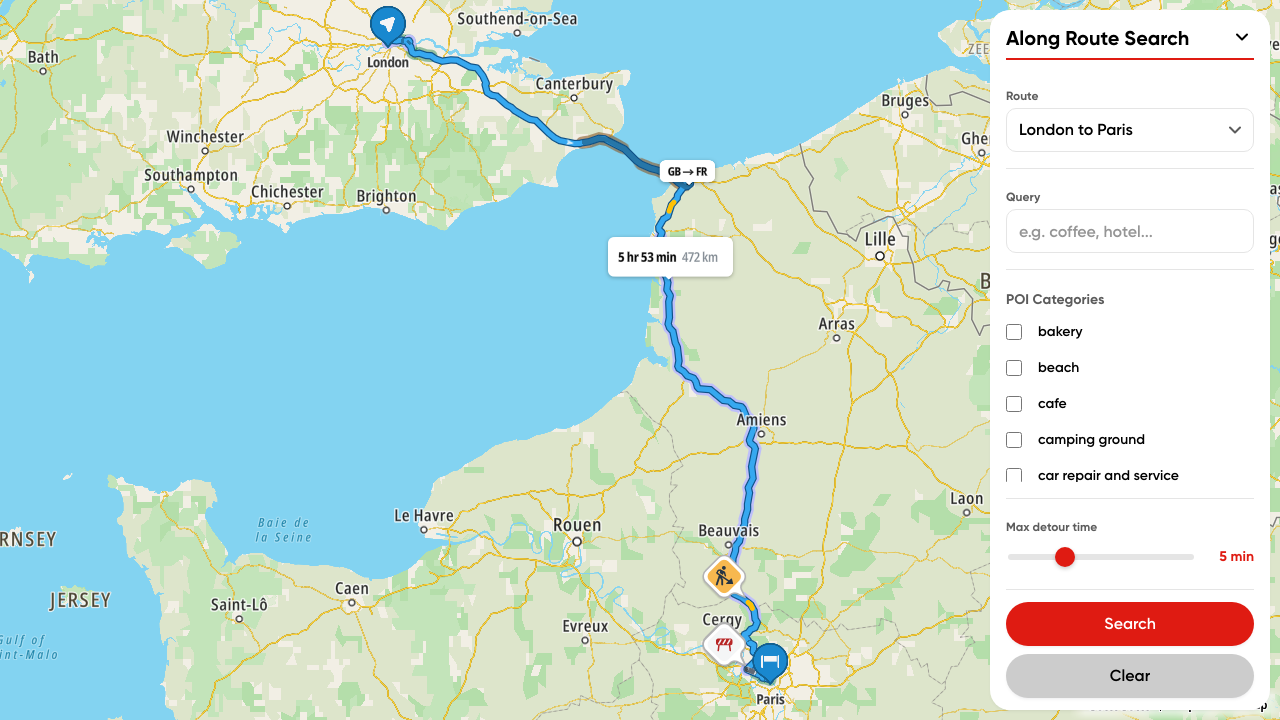 Southend-on-Sea
Bath
London
Canterbury
Bruges
Winchester
Southampton
Chichester
Brighton
GB → FR
Lille
5 hr 53 min 472 km
Arras
Amiens
Laon
Le Havre
Rouen
Beauvais
Baie de
la Seine
RNSEY
JERSEY
Caen
Saint-Lô
Evreux
Cergy
Gulf of
Paris
Along Route Search
Route
London to Paris
Query
e.g. coffee, hotel...
POI Categories
bakery
beach
cafe
camping ground
car repair and service
Max detour time
5 min
Search
Clear